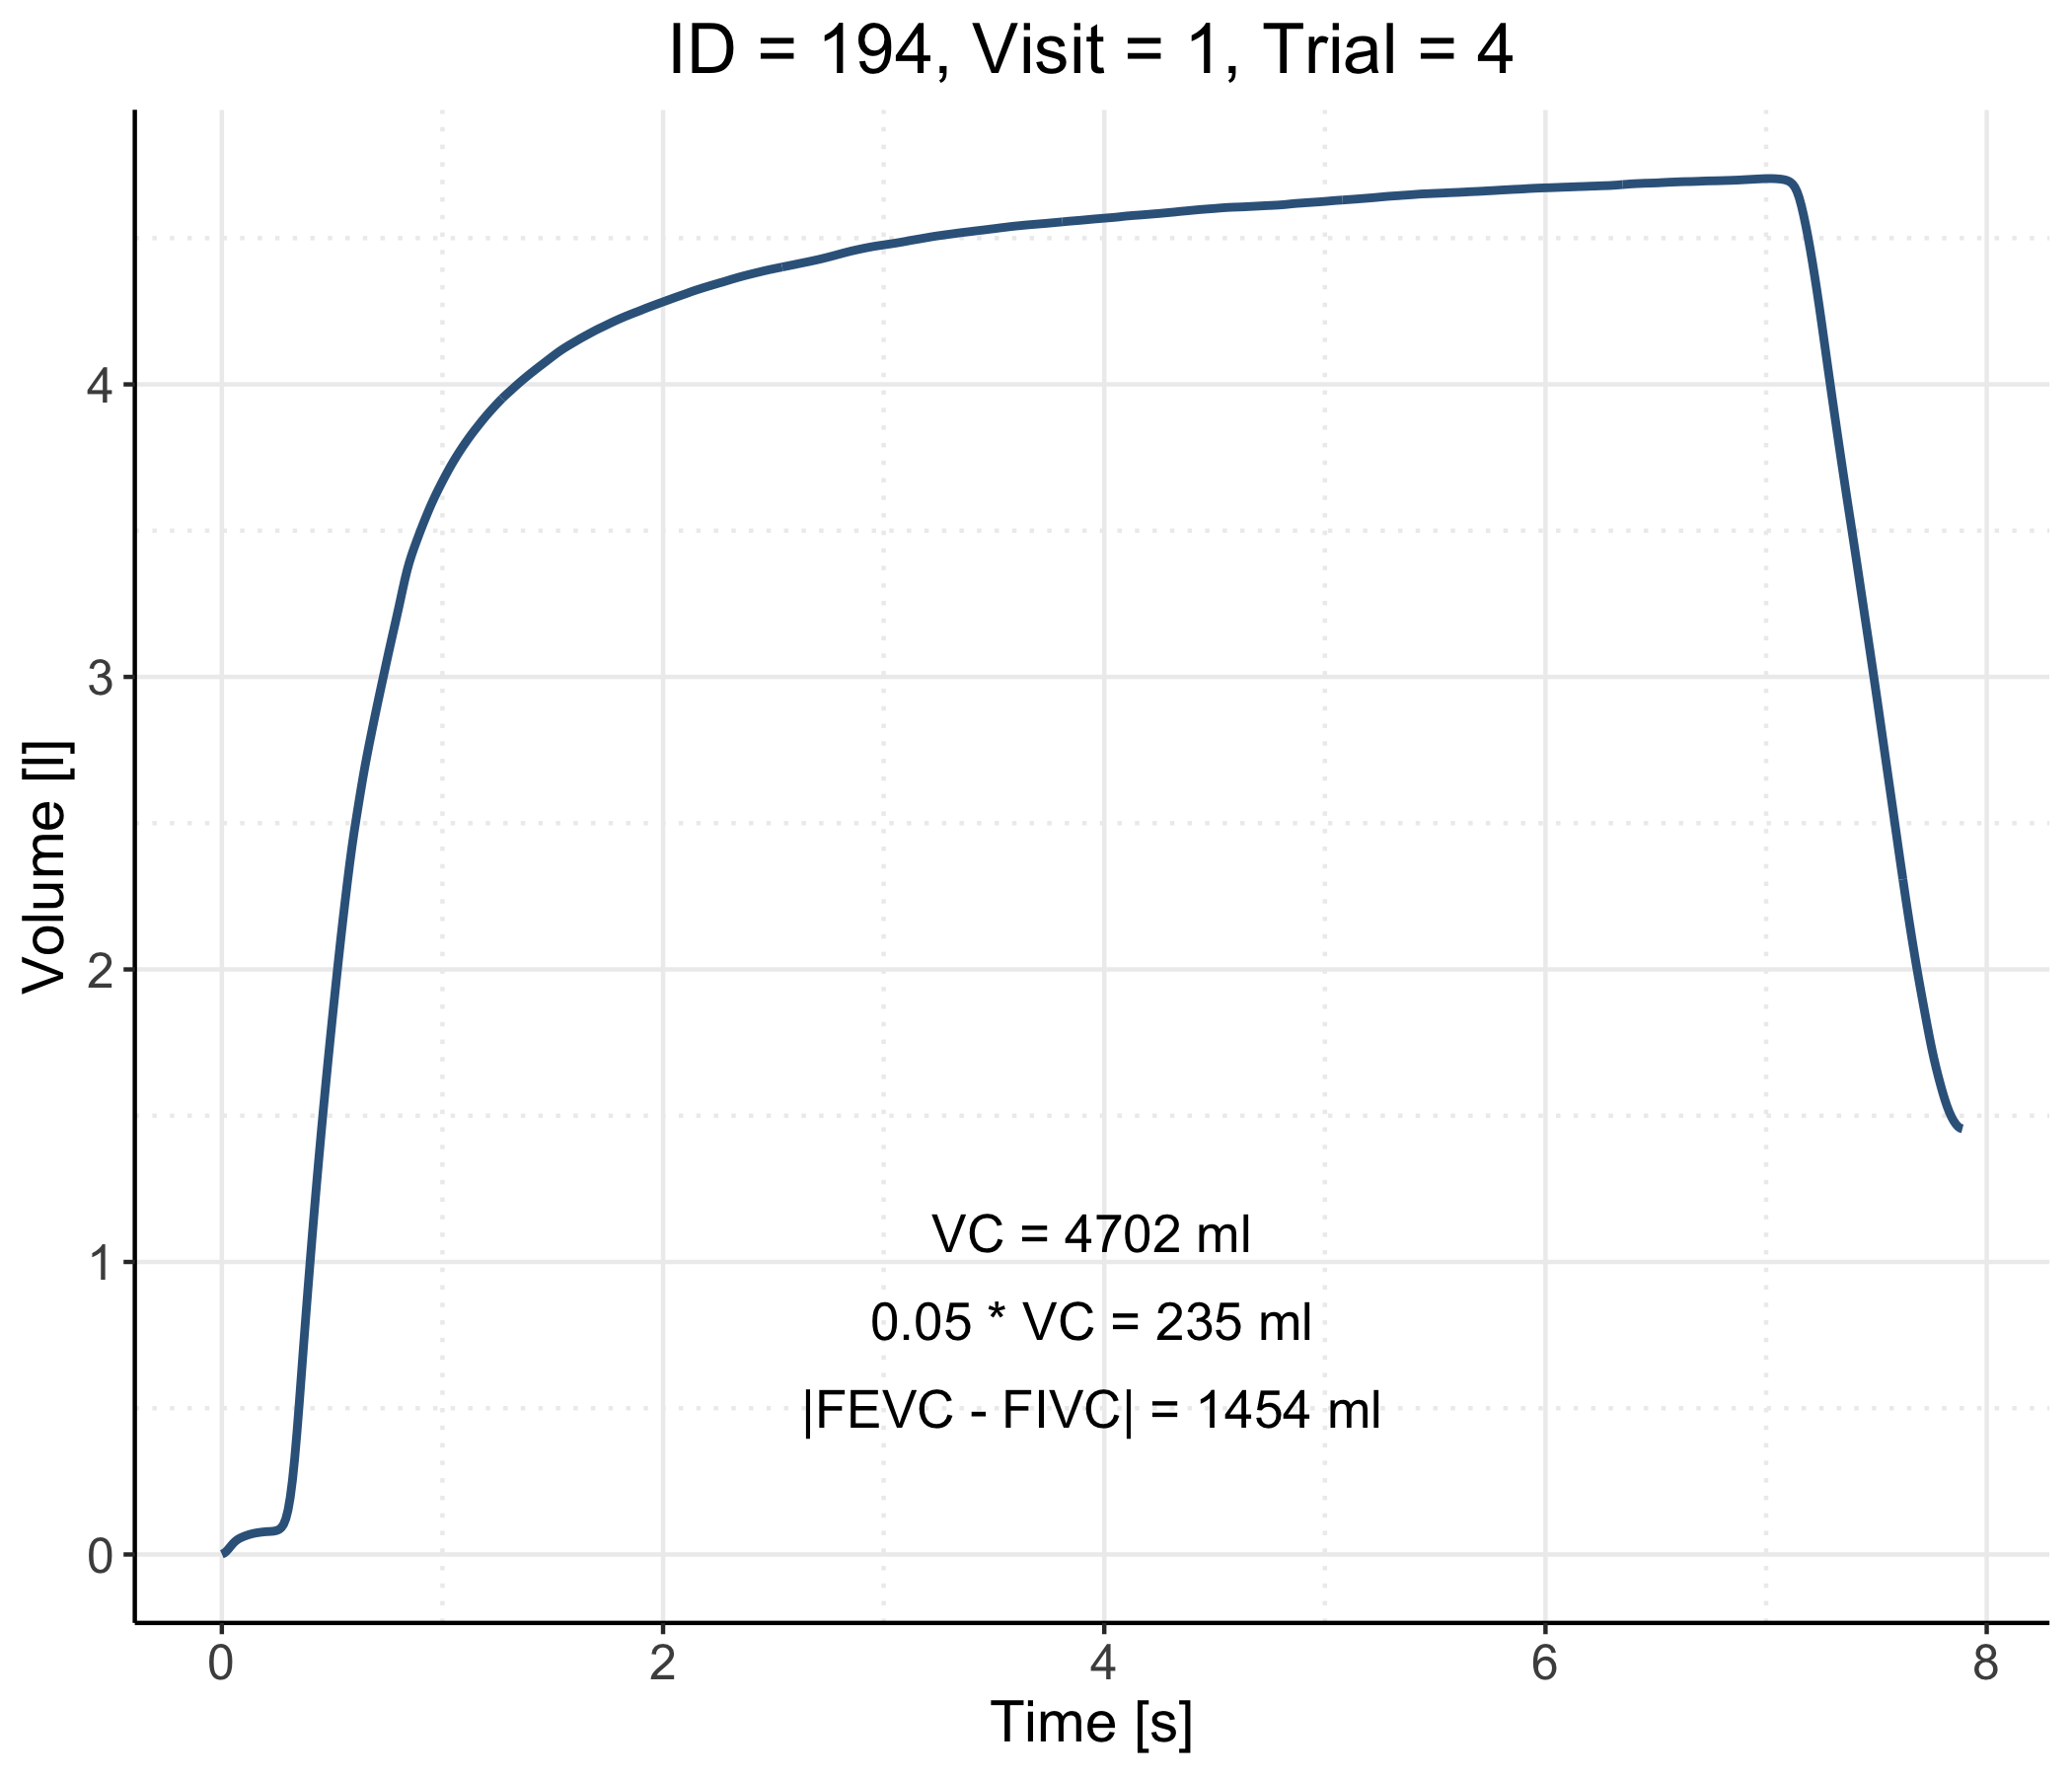 ID = 194, Visit = 1, Trial = 4
Volume [l]
4
3
2
1
0
VC = 4702 ml
0.05 * VC = 235 ml
|FEVC - FIVC| = 1454 ml
0 2 4 6 8
Time [s]